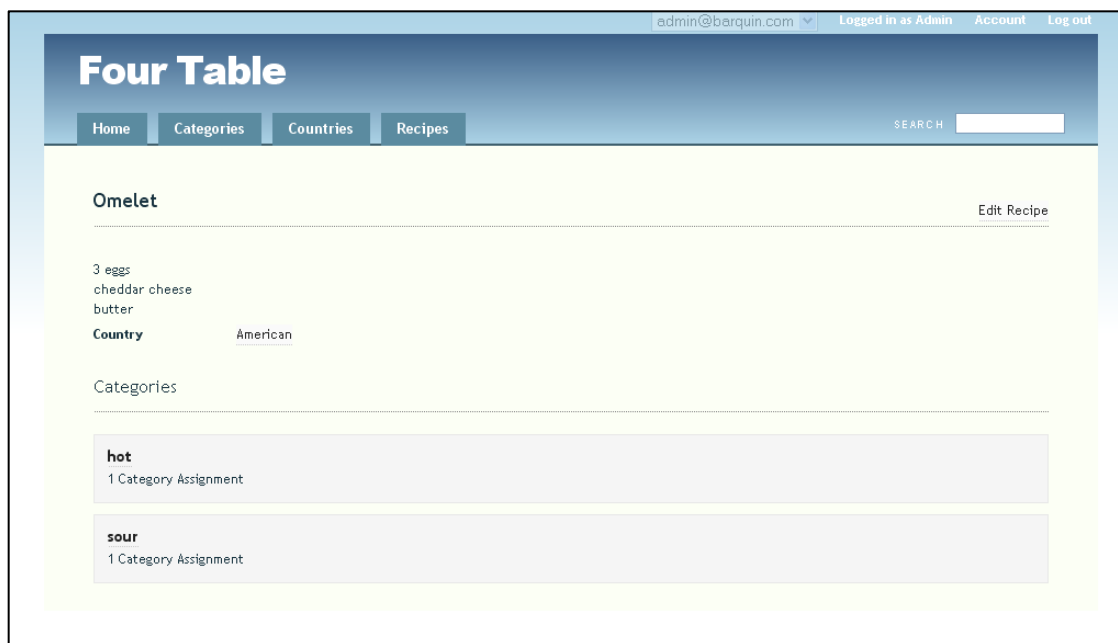 admin@barquin.com Logged in as Admin Account Log out
Four Table
Home Categories Countries Recipes SEARCH
Omelet
Edit Recipe
3 eggs
cheddar cheese
butter
Country American
Categories
hot
1 Category Assignment
sour
1 Category Assignment